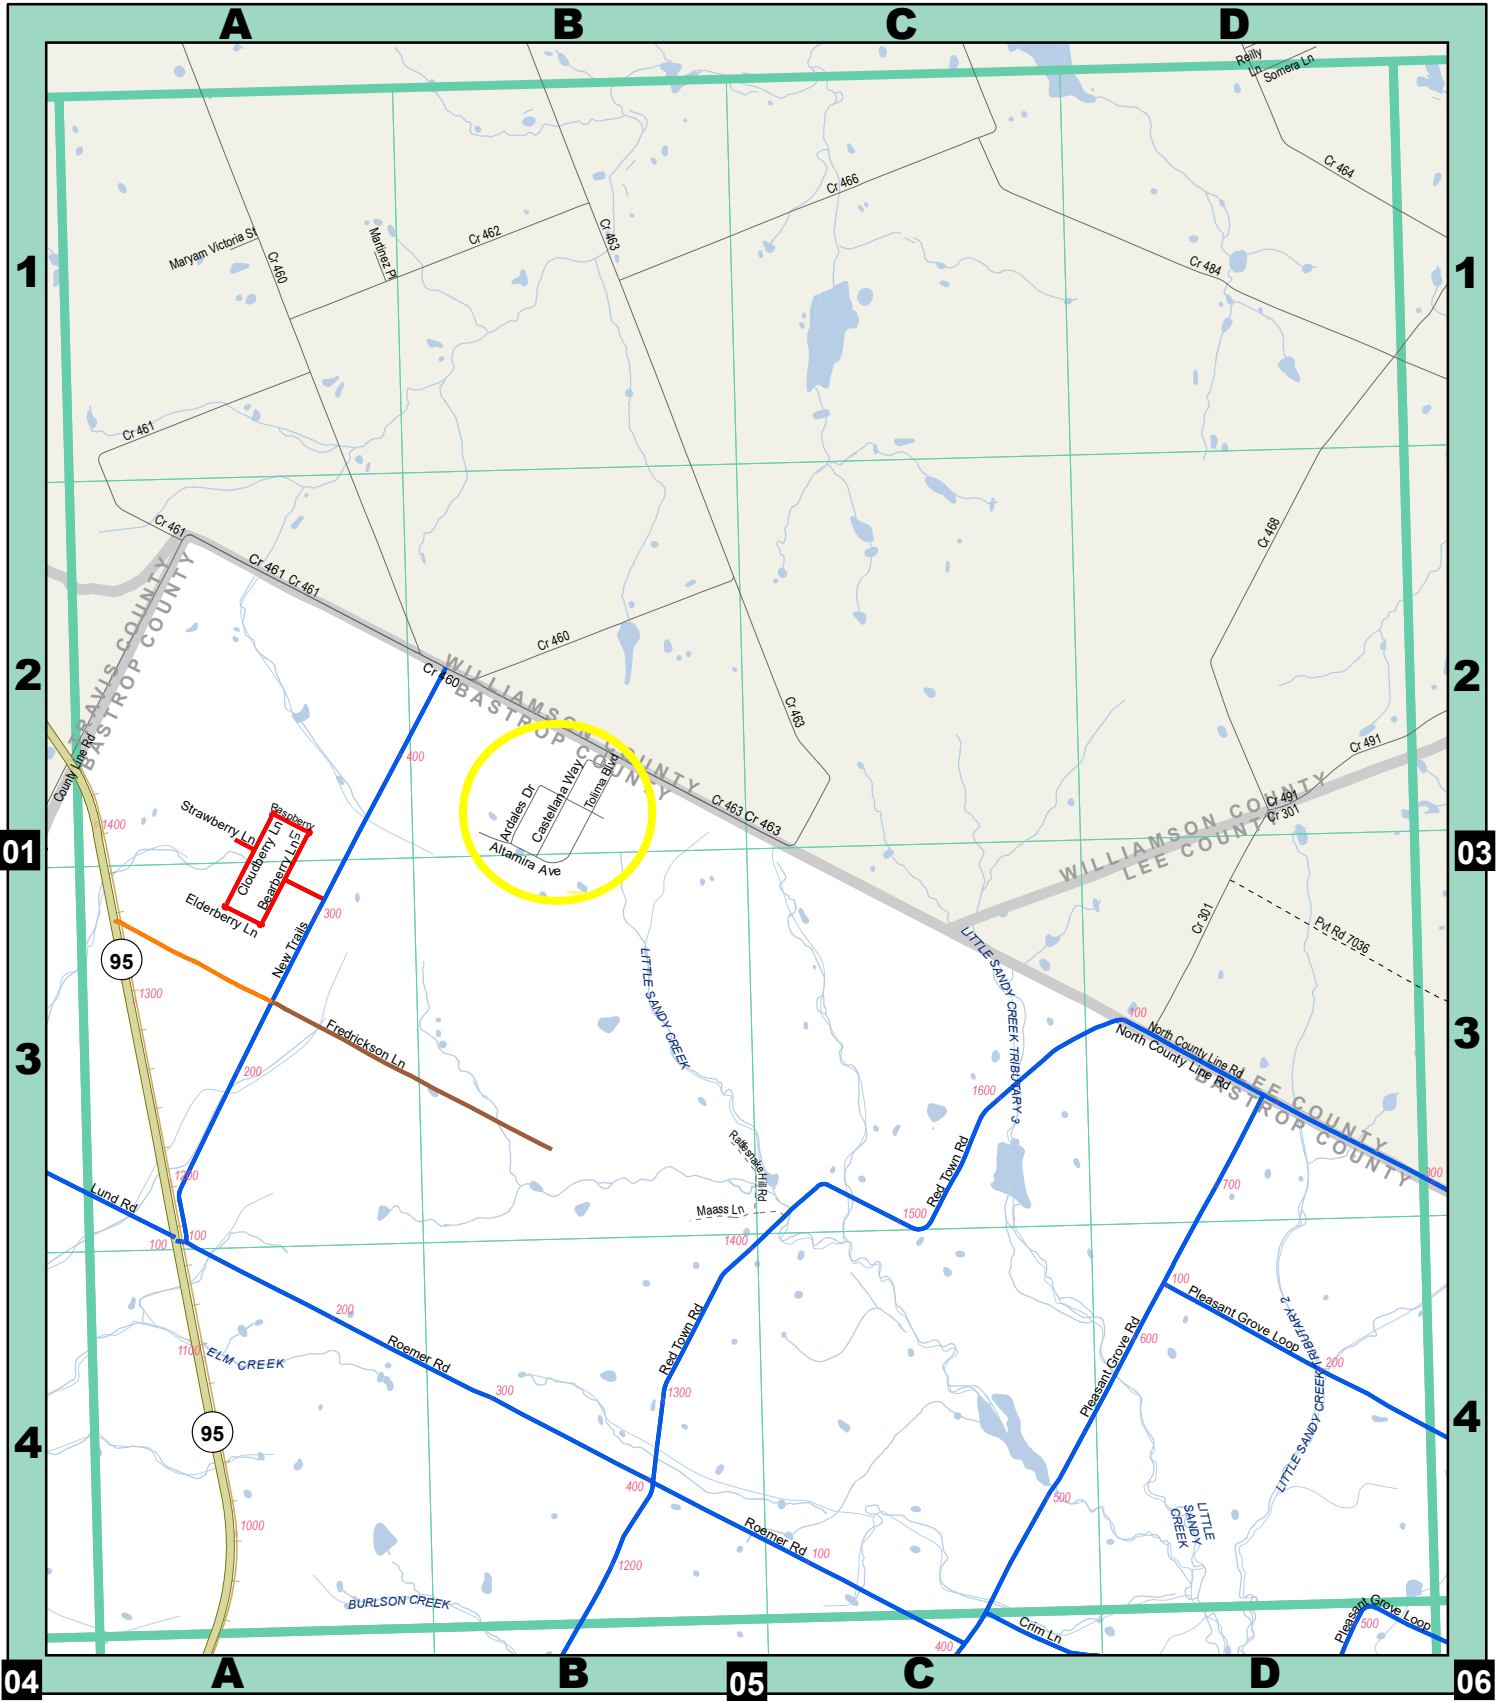 A
B
C
D
Reilly
Ln
Somera Ln
Cr 464
Cr 466
Maryam Victoria St
Martinez Pl
Cr 462
Cr 463
Cr 460
Cr 484
1
1
Cr 461
Cr 461
Cr 461
Cr 461
Cr 468
TRAVIS COUNTY
BASTROP COUNTY
Cr 460
Cr 460
WILLIAMSON COUNTY
BASTROP COUNTY
2
2
Cr 463
Cr 491
County Line Rd
400
Ardales Dr
Castellana Way
Tolima Blvd
Altamira Ave
Cr 463
Cr 463
Cr 491
Cr 301
WILLIAMSON COUNTY
LEE COUNTY
1400
Strawberry Ln
Raspberry
Ln
Cloudberry Ln
Bearberry Ln
Elderberry Ln
01
03
300
New Trails
95
1300
Cr 301
Pvt Rd 7036
LITTLE SANDY CREEK
LITTLE SANDY CREEK TRIBUTARY 3
100
North County Line Rd
North County Line Rd
3
3
Fredrickson Ln
200
1600
LEE COUNTY
BASTROP COUNTY
Rattlesnake Hill Rd
Maass Ln
Red Town Rd
1200
Lund Rd
100
100
1500
1400
700
800
200
100
Pleasant Grove Loop
LITTLE SANDY CREEK TRIBUTARY 2
1100
ELM CREEK
Roemer Rd
300
Red Town Rd
1300
Pleasant Grove Rd
600
200
4
4
95
400
500
1000
Roemer Rd
100
1200
LITTLE
SANDY
CREEK
BURLSON CREEK
400
Crim Ln
Pleasant Grove Loop
500
04
A
B
05
C
D
06